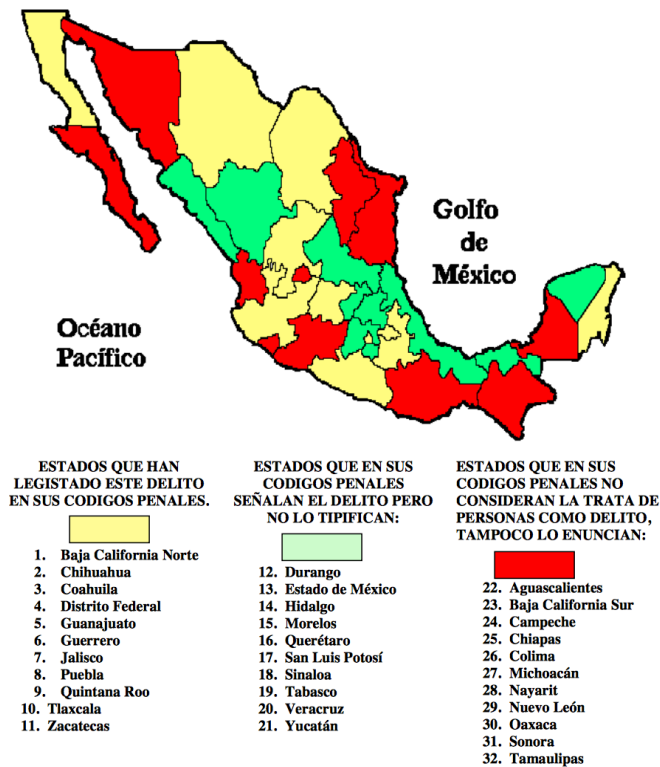 Golfo
de
México
Océano
Pacífico
ESTADOS QUE HAN
LEGISTADO ESTE DELITO
EN SUS CODIGOS PENALES.
1. Baja California Norte
2. Chihuahua
3. Coahuila
4. Distrito Federal
5. Guanajuato
6. Guerrero
7. Jalisco
8. Puebla
9. Quintana Roo
10. Tlaxcala
11. Zacatecas
ESTADOS QUE EN SUS
CODIGOS PENALES
SEÑALAN EL DELITO PERO
NO LO TIPIFICAN:
12. Durango
13. Estado de México
14. Hidalgo
15. Morelos
16. Querétaro
17. San Luis Potosí
18. Sinaloa
19. Tabasco
20. Veracruz
21. Yucatán
ESTADOS QUE EN SUS
CODIGOS PENALES NO
CONSIDERAN LA TRATA DE
PERSONAS COMO DELITO,
TAMPOCO LO ENUNCIAN:
22. Aguascalientes
23. Baja California Sur
24. Campeche
25. Chiapas
26. Colima
27. Michoacán
28. Nayarit
29. Nuevo León
30. Oaxaca
31. Sonora
32. Tamaulipas